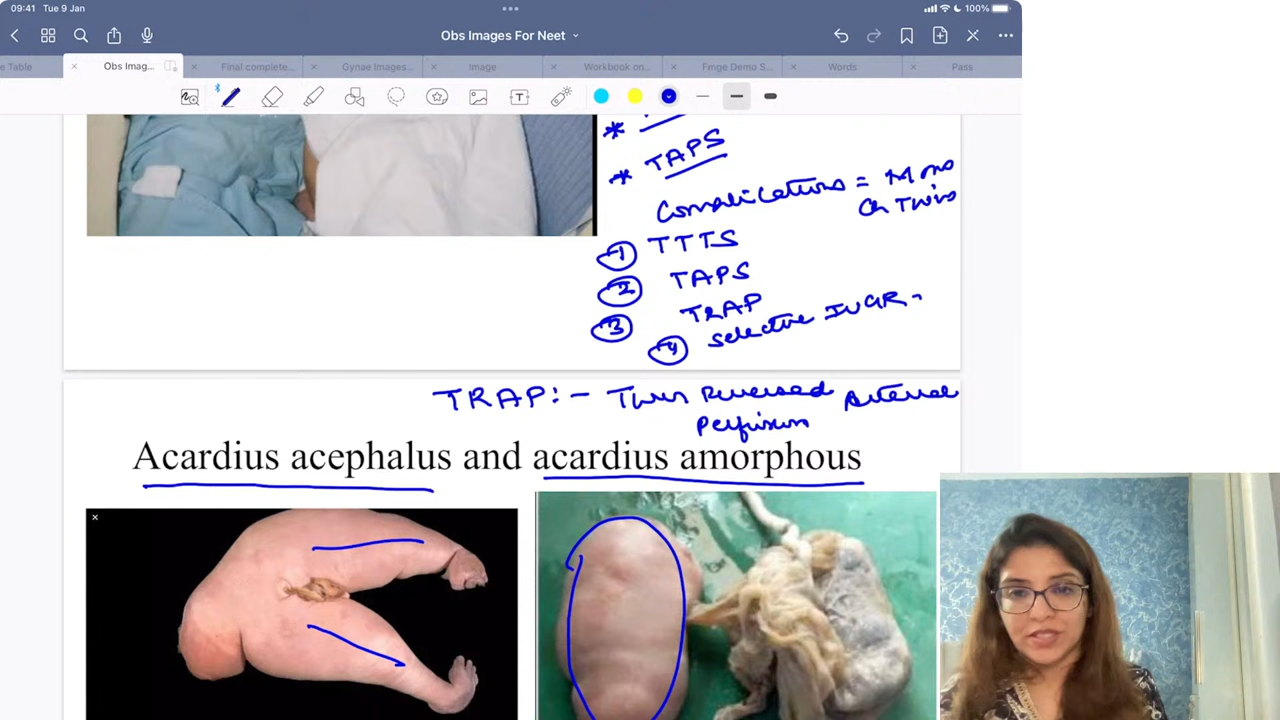 09:41 Tue 9 Jan
100%
Obs Images For Neet
e Table
Obs Imag...
Final complete...
Gynae Images...
Image
Workbook on...
Fmge Demo S...
Words
Pass
* TAPS
Complications = Mono
Ch Twins
1 TTTS
2 TAPS
3 TRAP
4 selective IUGR
TRAP:- Twin Reversed Arterial
Perfusion
Acardius acephalus and acardius amorphous